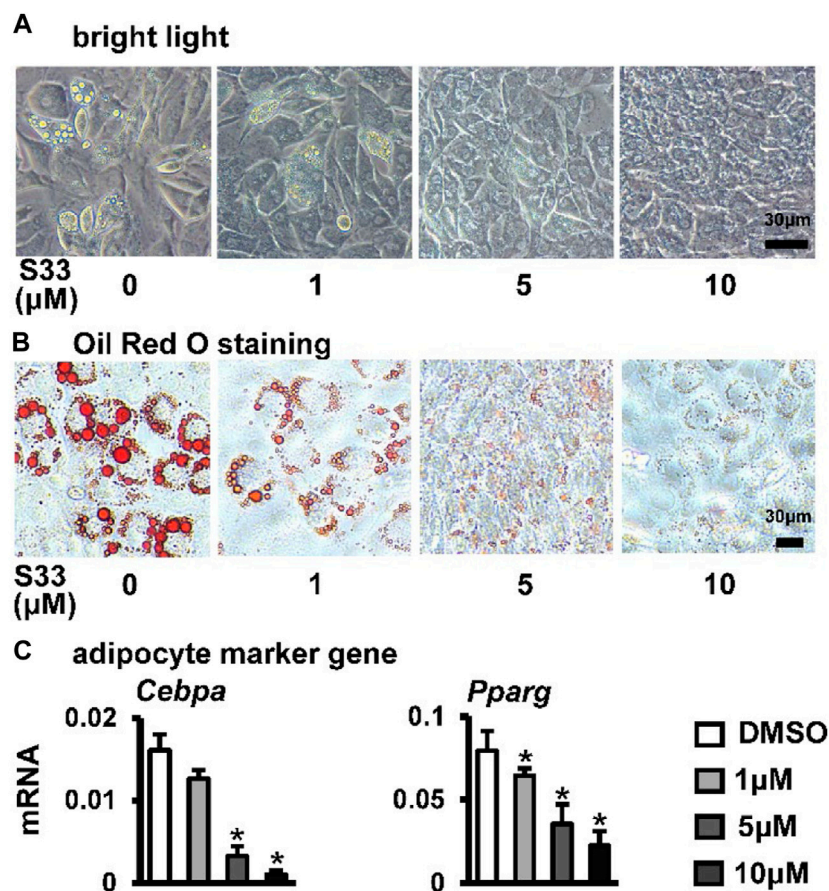 A bright light
30µm
S33
(µM) 0 1 5 10
B Oil Red O staining
30µm
S33
(µM) 0 1 5 10
C adipocyte marker gene
Cebpa
Pparg
mRNA
0.02
0.01
0
* *
0.1
0.05
0
* * *
DMSO
1µM
5µM
10µM